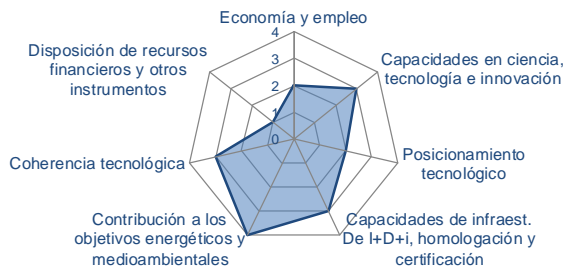 Economía y empleo
4
3
2
1
0
Capacidades en ciencia,
tecnología e innovación
Posicionamiento
tecnológico
Capacidades de infraest.
De I+D+i, homologación y
certificación
Contribución a los
objetivos energéticos y
medioambientales
Coherencia tecnológica
Disposición de recursos
financieros y otros
instrumentos